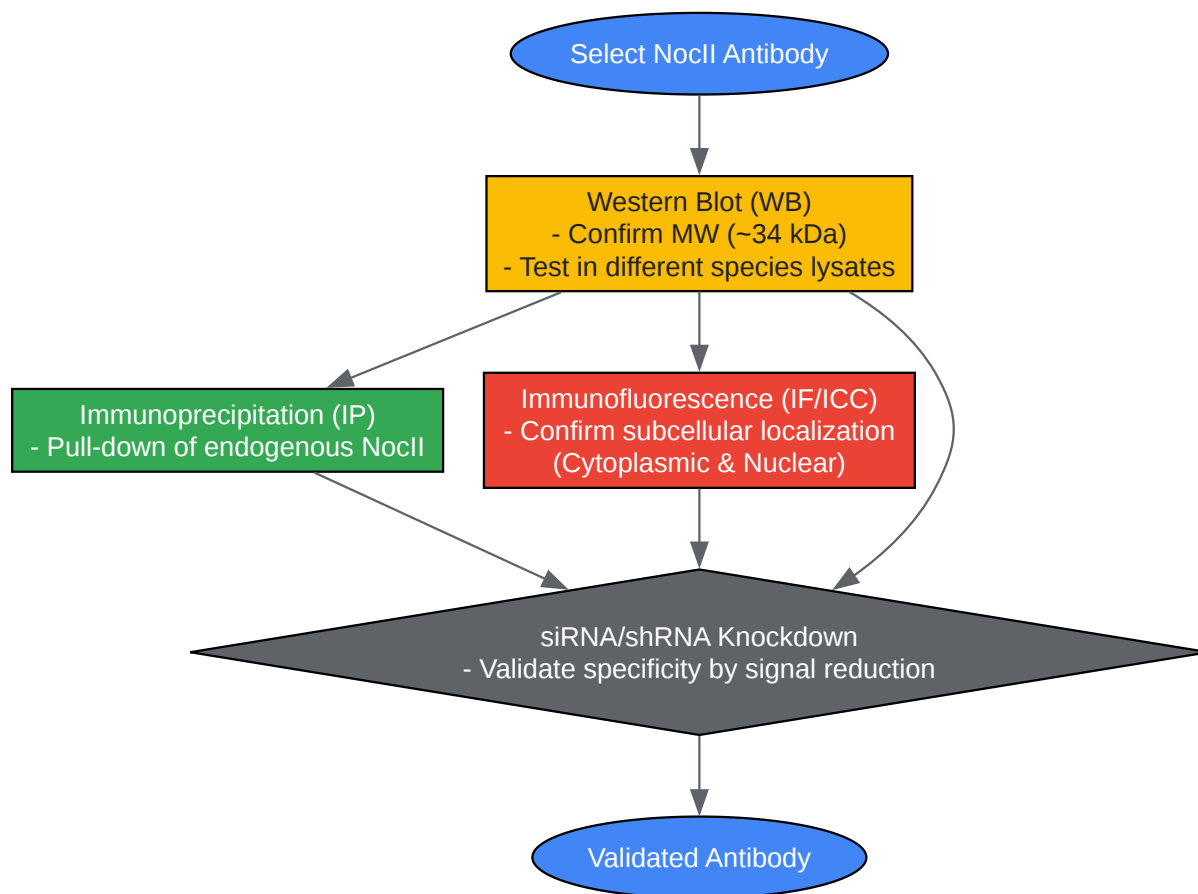 Select NocII Antibody
Western Blot (WB)
- Confirm MW (~34 kDa)
- Test in different species lysates
Immunoprecipitation (IP)
- Pull-down of endogenous NocII
Immunofluorescence (IF/ICC)
- Confirm subcellular localization
(Cytoplasmic & Nuclear)
siRNA/shRNA Knockdown
- Validate specificity by signal reduction
Validated Antibody